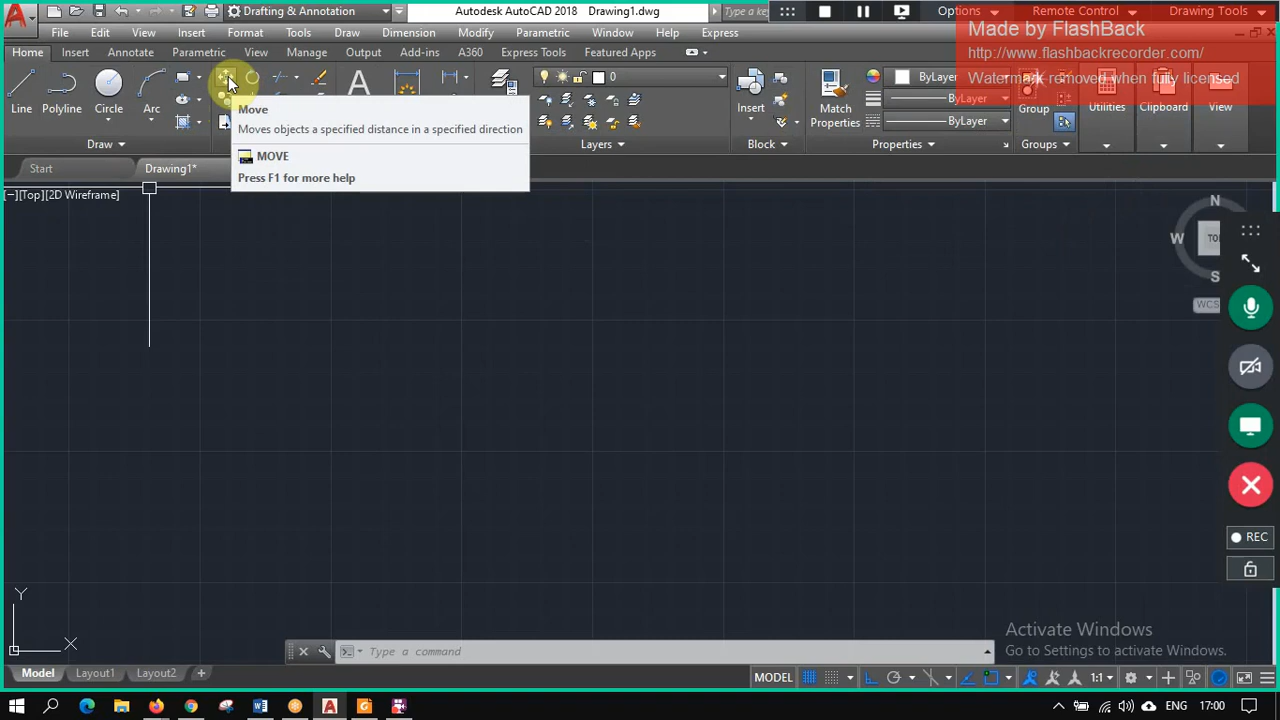 Drafting & Annotation
Autodesk AutoCAD 2018 Drawing1.dwg
Type a key
Options
Remote Control
Drawing Tools
File Edit View Insert Format Tools Draw Dimension Modify Parametric Window Help Express
Made by FlashBack
http://www.flashbackrecorder.com/
Watermark removed when fully licensed
Home Insert Annotate Parametric View Manage Output Add-ins A360 Express Tools Featured Apps
0
ByLayer
ByLayer
ByLayer
Line Polyline Circle Arc
Insert
Match
Properties
Group
Utilities
Clipboard
View
Draw
Layers
Block
Properties
Groups
Move
Moves objects a specified distance in a specified direction
MOVE
Press F1 for more help
Start
Drawing1*
[−][Top][2D Wireframe]
N
W
TO
S
WCS
REC
Y
X
Activate Windows
Go to Settings to activate Windows.
Type a command
Model Layout1 Layout2
MODEL
1:1
ENG
17:00